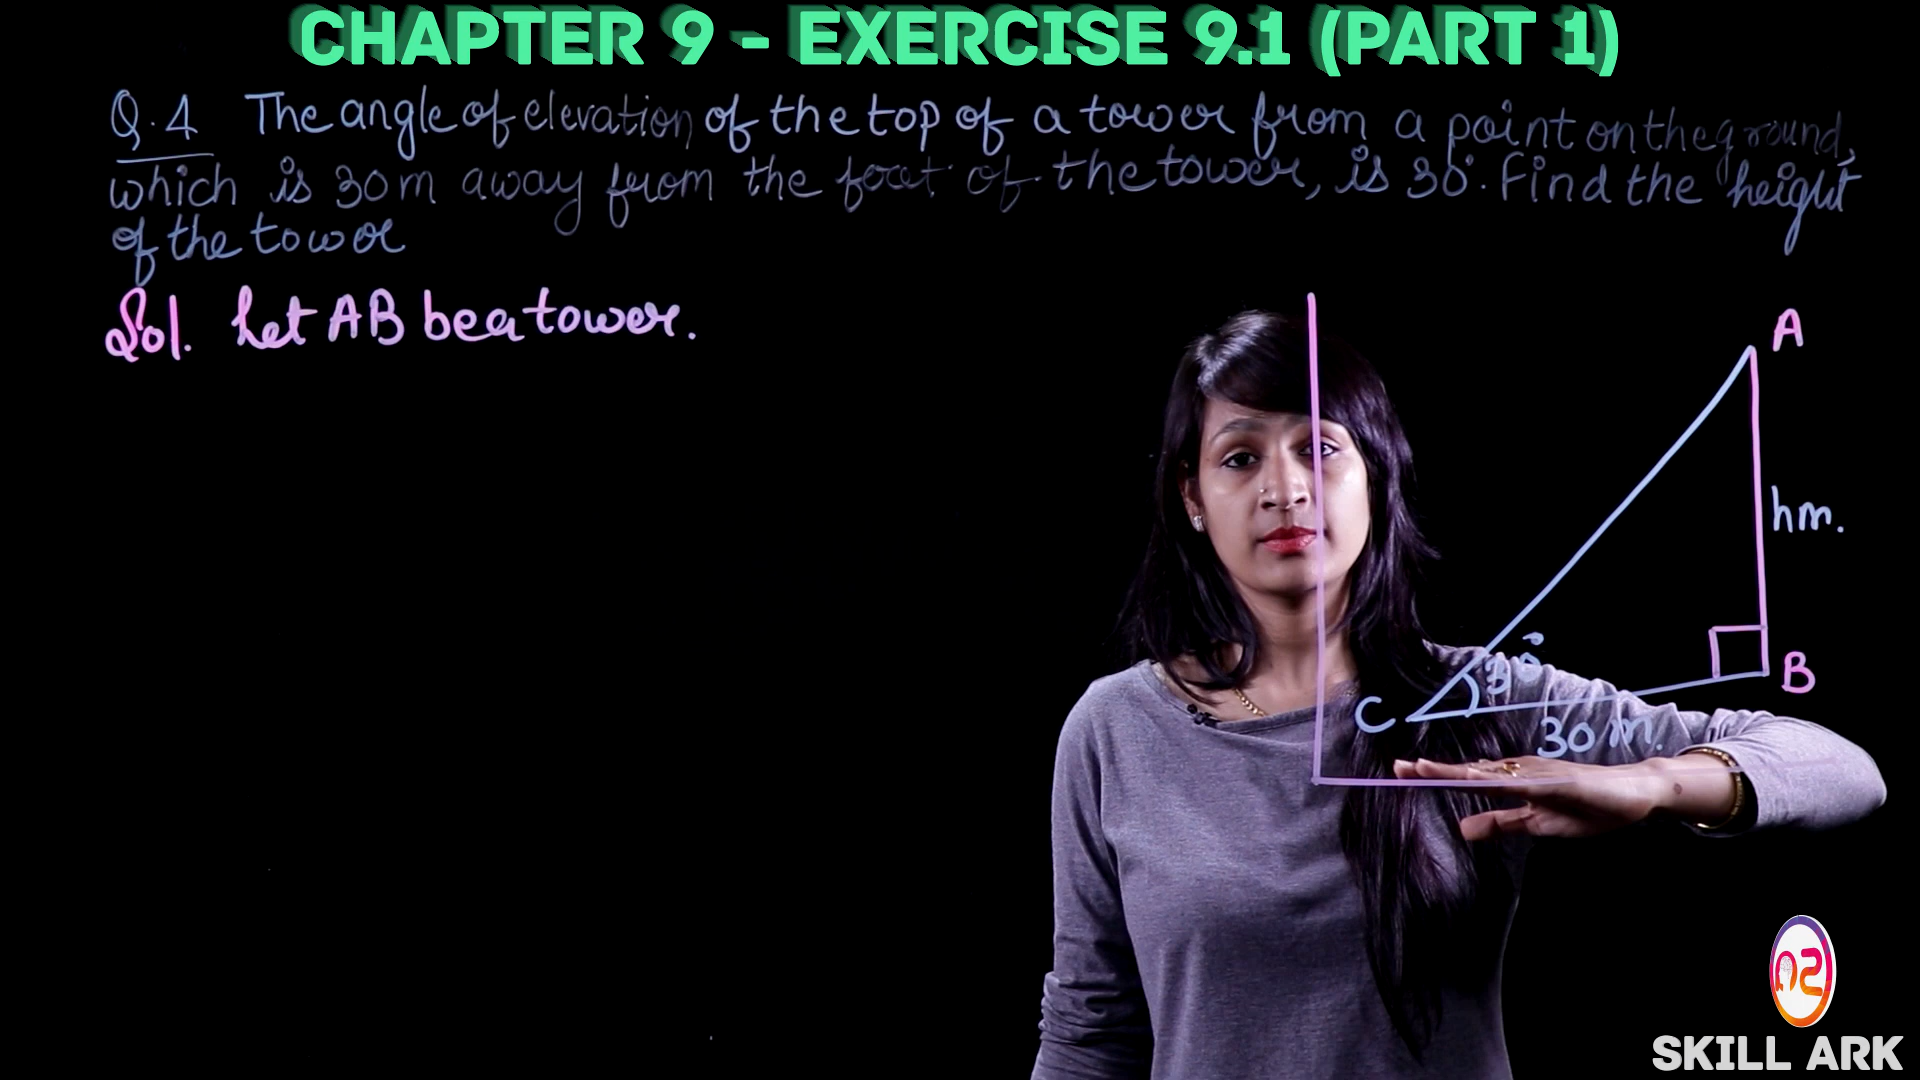 CHAPTER 9 - EXERCISE 9.1 (PART 1)
Q.4 The angle of elevation of the top of a tower from a point on the ground,
which is 30m away from the foot of the tower, is 30°. Find the height
of the tower
Sol. Let AB be a tower.
A
hm.
30°
B
C
30 m.
SKILL ARK